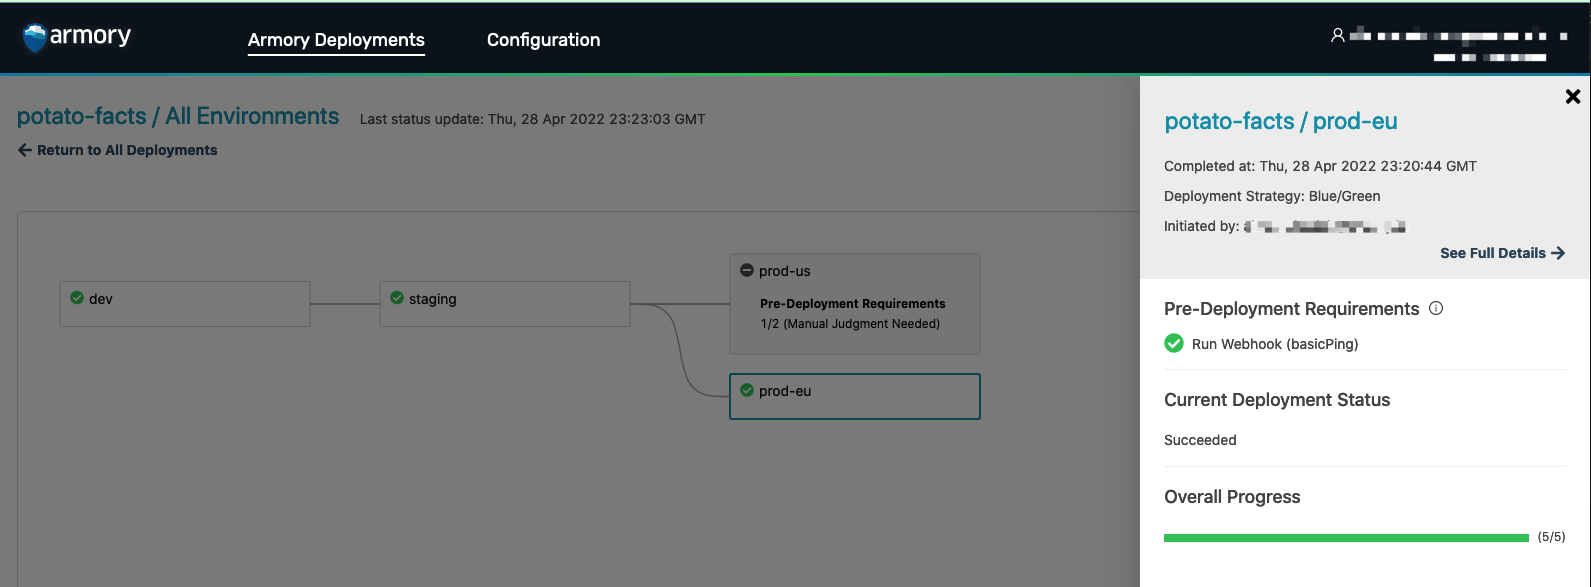 armory
Armory Deployments
Configuration
potato-facts / All Environments
Last status update: Thu, 28 Apr 2022 23:23:03 GMT
← Return to All Deployments
dev
staging
prod-us
Pre-Deployment Requirements
1/2 (Manual Judgment Needed)
prod-eu
potato-facts / prod-eu
Completed at: Thu, 28 Apr 2022 23:20:44 GMT
Deployment Strategy: Blue/Green
Initiated by:
See Full Details →
Pre-Deployment Requirements
Run Webhook (basicPing)
Current Deployment Status
Succeeded
Overall Progress
(5/5)